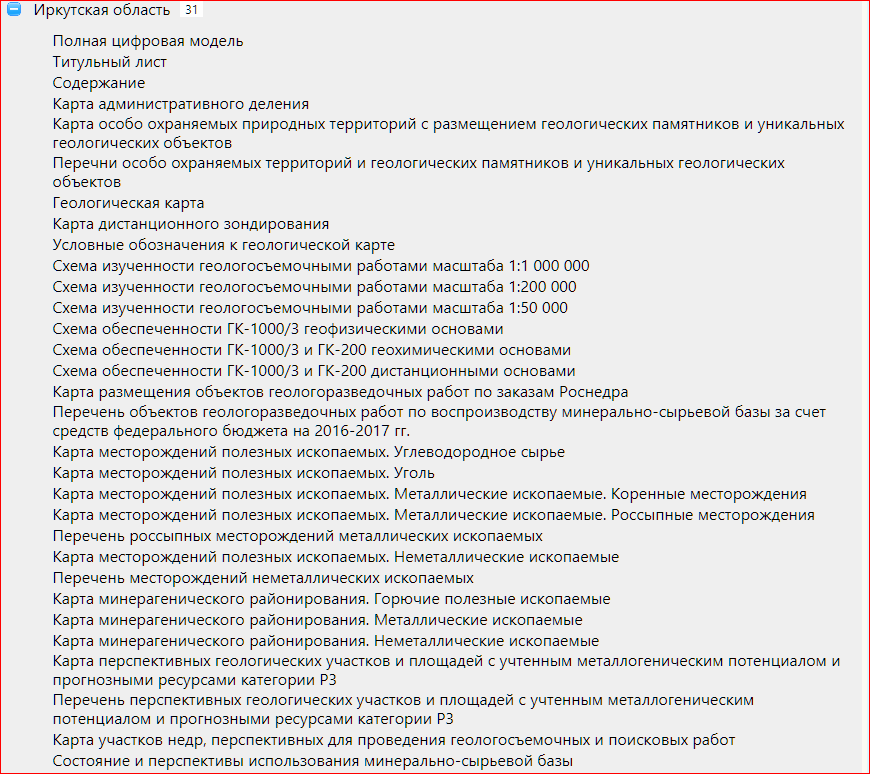 Иркутская область 31
Полная цифровая модель
Титульный лист
Содержание
Карта административного деления
Карта особо охраняемых природных территорий с размещением геологических памятников и уникальных
геологических объектов
Перечни особо охраняемых территорий и геологических памятников и уникальных геологических
объектов
Геологическая карта
Карта дистанционного зондирования
Условные обозначения к геологической карте
Схема изученности геологосъемочными работами масштаба 1:1 000 000
Схема изученности геологосъемочными работами масштаба 1:200 000
Схема изученности геологосъемочными работами масштаба 1:50 000
Схема обеспеченности ГК-1000/3 геофизическими основами
Схема обеспеченности ГК-1000/3 и ГК-200 геохимическими основами
Схема обеспеченности ГК-1000/3 и ГК-200 дистанционными основами
Карта размещения объектов геологоразведочных работ по заказам Роснедра
Перечень объектов геологоразведочных работ по воспроизводству минерально-сырьевой базы за счет
средств федерального бюджета на 2016-2017 гг.
Карта месторождений полезных ископаемых. Углеводородное сырье
Карта месторождений полезных ископаемых. Уголь
Карта месторождений полезных ископаемых. Металлические ископаемые. Коренные месторождения
Карта месторождений полезных ископаемых. Металлические ископаемые. Россыпные месторождения
Перечень россыпных месторождений металлических ископаемых
Карта месторождений полезных ископаемых. Неметаллические ископаемые
Перечень месторождений неметаллических ископаемых
Карта минерагенического районирования. Горючие полезные ископаемые
Карта минерагенического районирования. Металлические ископаемые
Карта минерагенического районирования. Неметаллические ископаемые
Карта перспективных геологических участков и площадей с учтенным металлогеническим потенциалом и
прогнозными ресурсами категории Р3
Перечень перспективных геологических участков и площадей с учтенным металлогеническим
потенциалом и прогнозными ресурсами категории Р3
Карта участков недр, перспективных для проведения геологосъемочных и поисковых работ
Состояние и перспективы использования минерально-сырьевой базы